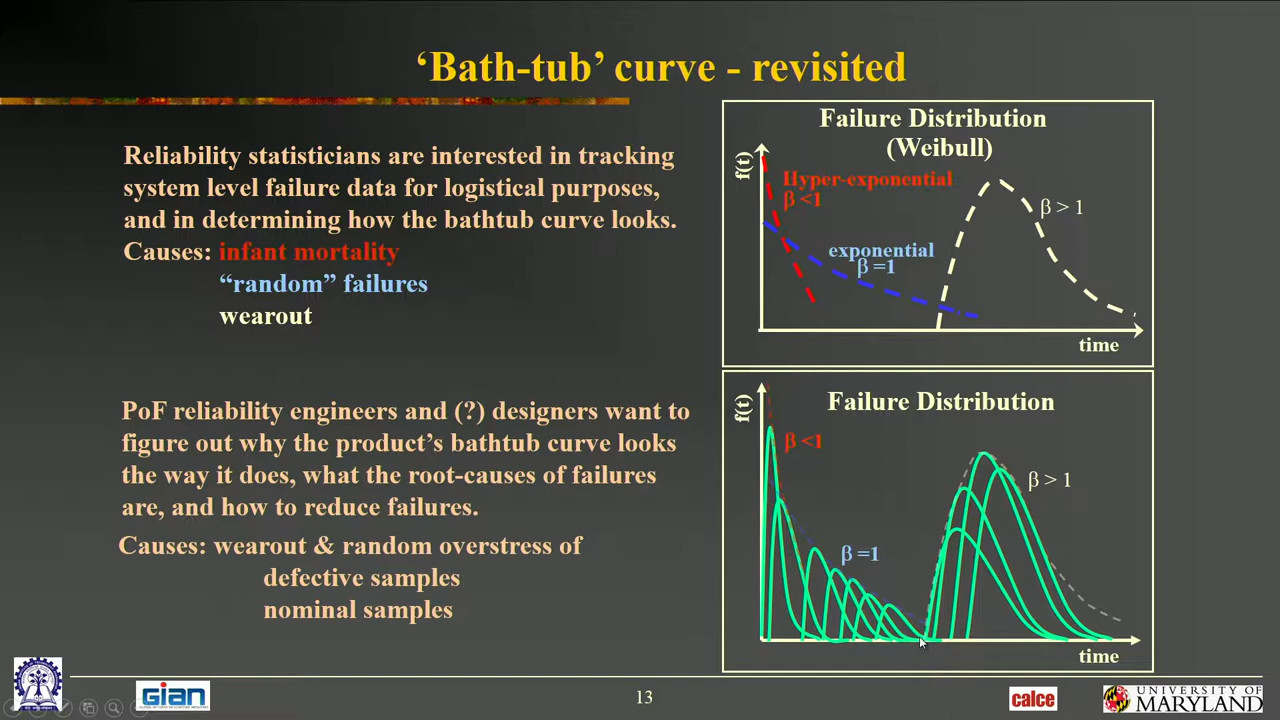 ‘Bath-tub’ curve - revisited
Reliability statisticians are interested in tracking
system level failure data for logistical purposes,
and in determining how the bathtub curve looks.
Causes: infant mortality
“random” failures
wearout
PoF reliability engineers and (?) designers want to
figure out why the product’s bathtub curve looks
the way it does, what the root-causes of failures
are, and how to reduce failures.
Causes: wearout & random overstress of
defective samples
nominal samples
Failure Distribution
(Weibull)
f(t)
Hyper-exponential
β <1
exponential
β =1
β > 1
time
Failure Distribution
f(t)
β <1
β =1
β > 1
time
GIAN
13
calce
UNIVERSITY OF
MARYLAND